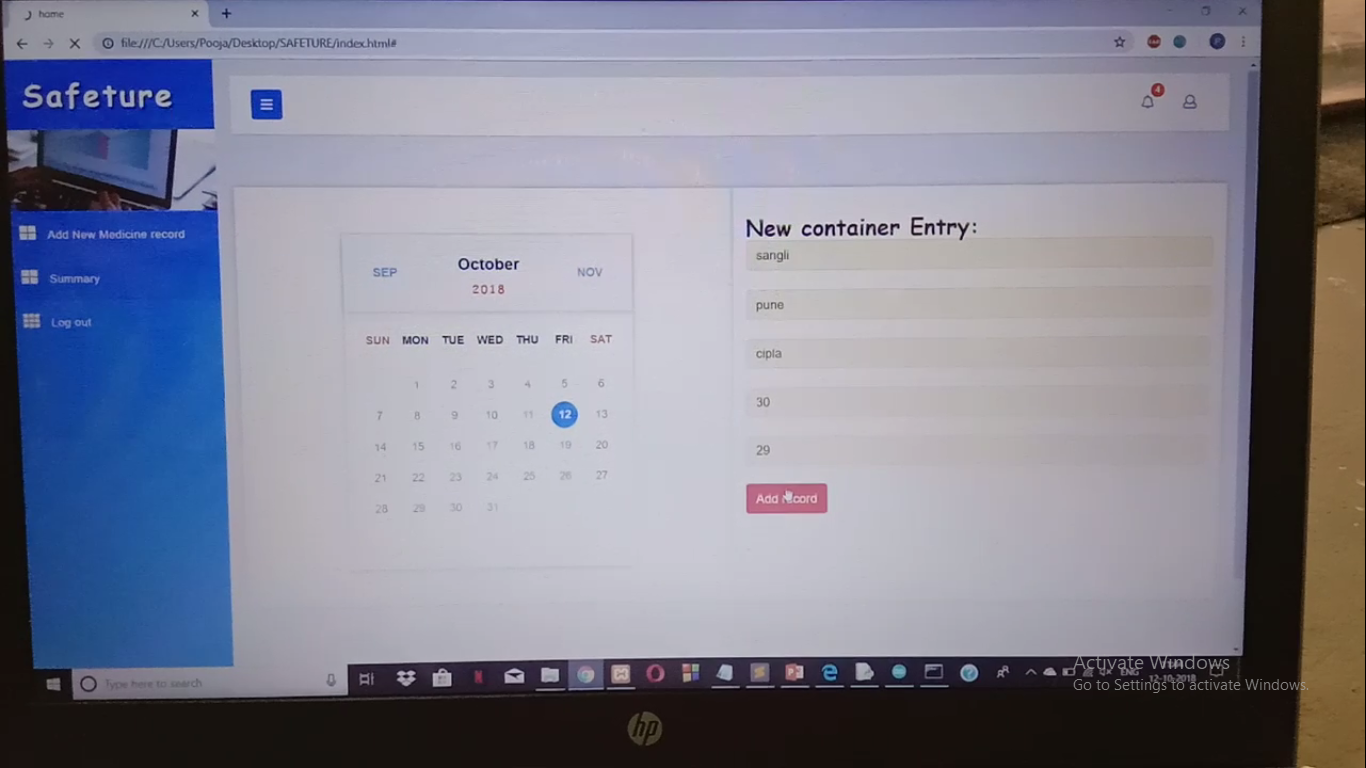 home
file:///C:/Users/Pooja/Desktop/SAFETURE/index.html#
Safeture
4
Add New Medicine record
Summary
Log out
SEP October NOV
2018
SUN MON TUE WED THU FRI SAT
1 2 3 4 5 6
7 8 9 10 11 12 13
14 15 16 17 18 19 20
21 22 23 24 25 26 27
28 29 30 31
New container Entry:
sangli
pune
cipla
30
29
Add record
Type here to search
ENG
12-10-2018
Activate Windows
Go to Settings to activate Windows.
hp